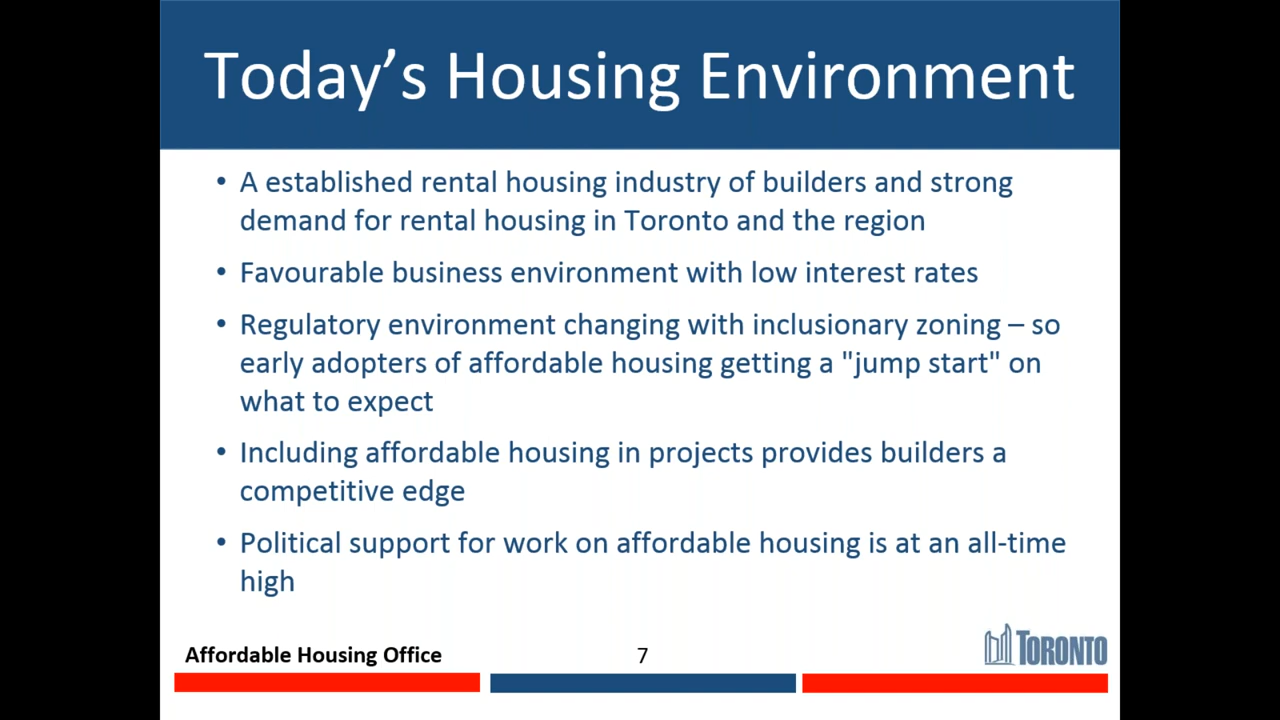 Today’s Housing Environment
• A established rental housing industry of builders and strong
demand for rental housing in Toronto and the region
• Favourable business environment with low interest rates
• Regulatory environment changing with inclusionary zoning – so
early adopters of affordable housing getting a "jump start" on
what to expect
• Including affordable housing in projects provides builders a
competitive edge
• Political support for work on affordable housing is at an all-time
high
Affordable Housing Office
7
TORONTO